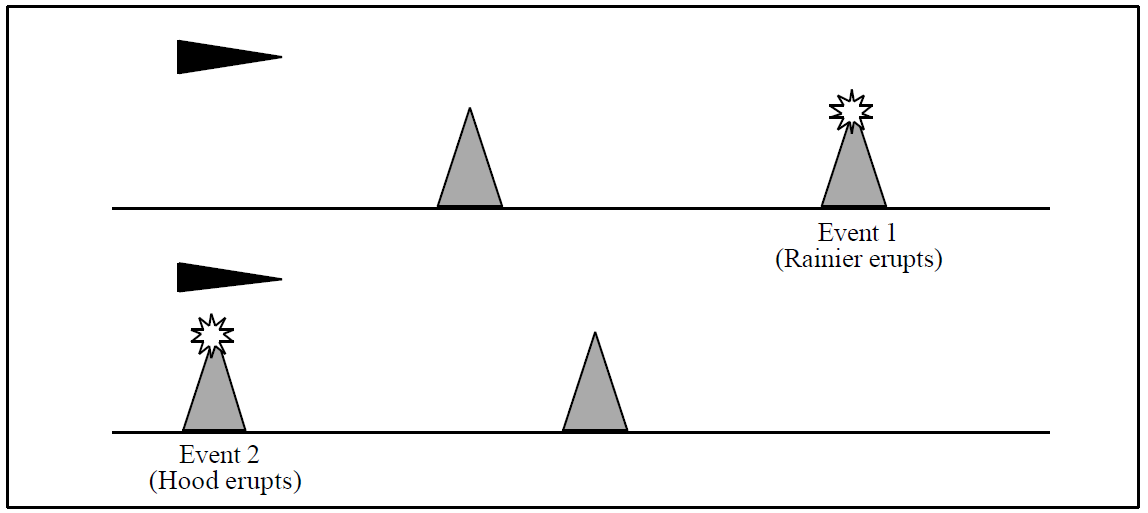 Event 1
(Rainier erupts)
Event 2
(Hood erupts)